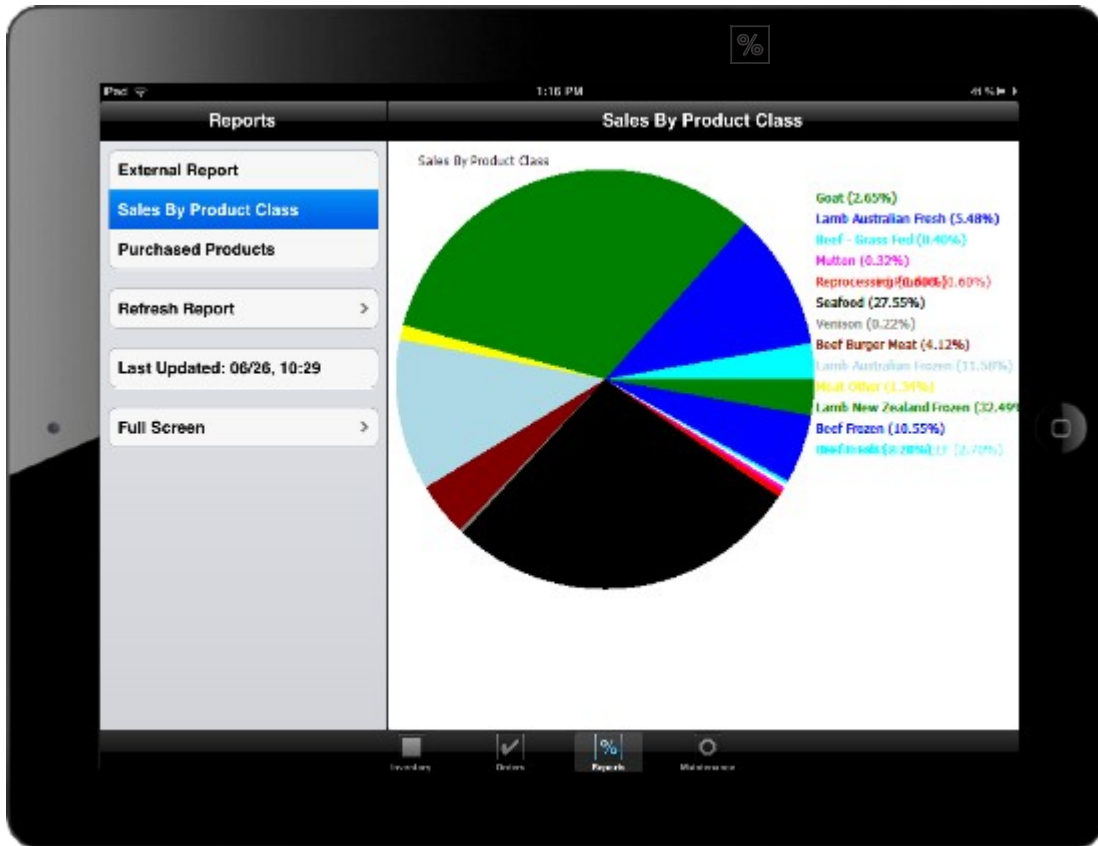 %
iPad 1:16 PM 41 %
Reports Sales By Product Class
External Report
Sales By Product Class
Purchased Products
Refresh Report >
Last Updated: 06/26, 10:29
Full Screen >
Sales By Product Class
Goat (2.65%)
Lamb Australian Fresh (5.48%)
Beef - Grass Fed (0.40%)
Mutton (0.32%)
Reprocessing
Seafood (27.55%)
Venison (0.22%)
Beef Burger Meat (4.12%)
Lamb Australian Frozen (11.58%)
Meat Other
Lamb New Zealand Frozen (32.49%
Beef Frozen (10.55%)
(2.70%)
Inventory Orders % Reports Maintenance